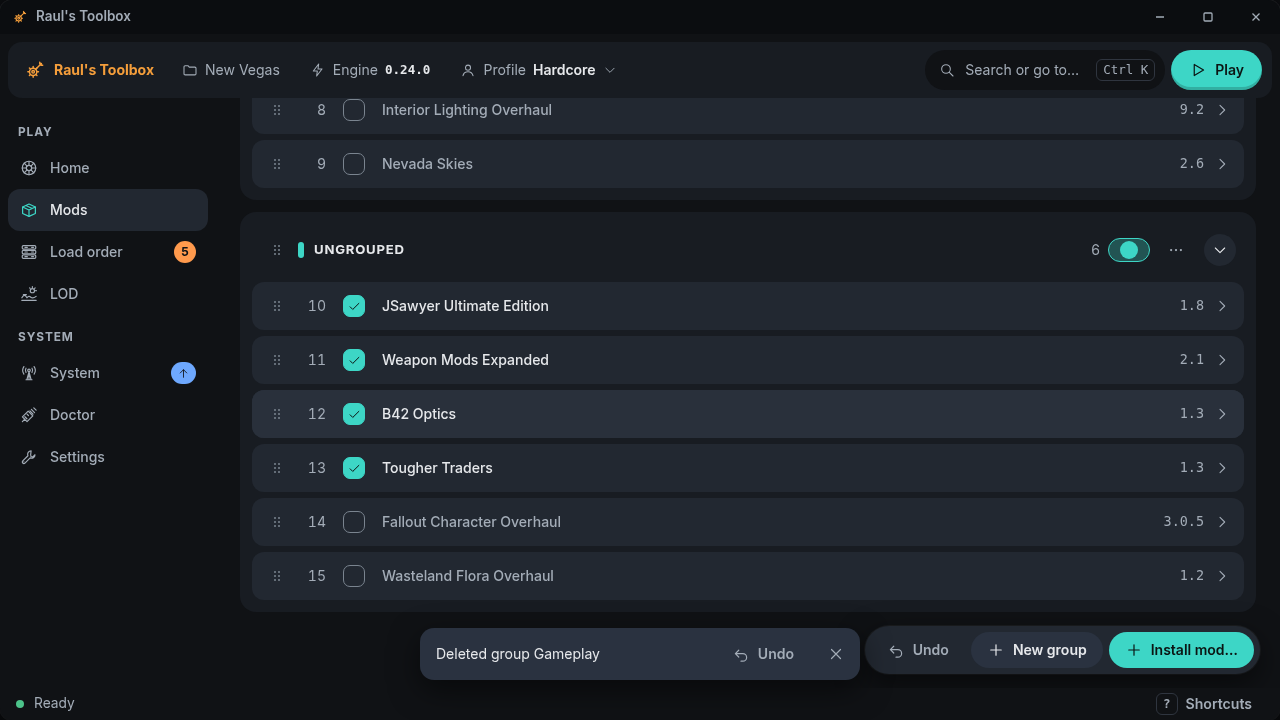 Raul's Toolbox
Raul's Toolbox New Vegas Engine 0.24.0 Profile Hardcore Search or go to... Ctrl K Play
PLAY
Home
Mods
Load order 5
LOD
SYSTEM
System
Doctor
Settings
8 Interior Lighting Overhaul 9.2
9 Nevada Skies 2.6
UNGROUPED 6
10 JSawyer Ultimate Edition 1.8
11 Weapon Mods Expanded 2.1
12 B42 Optics 1.3
13 Tougher Traders 1.3
14 Fallout Character Overhaul 3.0.5
15 Wasteland Flora Overhaul 1.2
Deleted group Gameplay Undo
Undo New group Install mod...
Ready ? Shortcuts